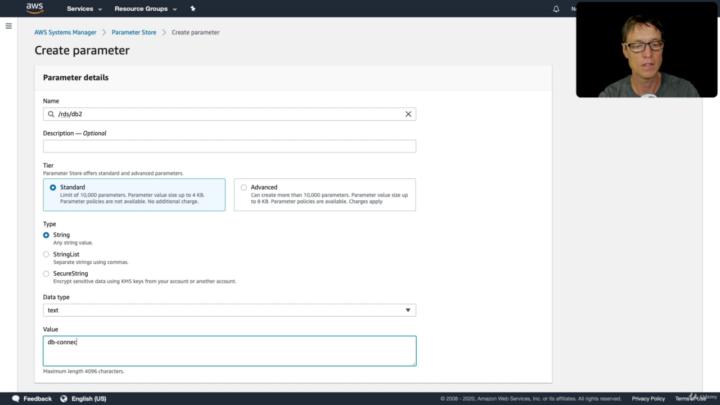 aws
Services
Resource Groups
AWS Systems Manager
Parameter Store
Create parameter
Create parameter
Parameter details
Name
/rds/db2
Description — Optional
Tier
Parameter Store offers standard and advanced parameters.
Standard
Limit of 10,000 parameters. Parameter value size up to 4 KB.
Parameter policies are not available. No additional charge.
Advanced
Can create more than 10,000 parameters. Parameter value size up
to 8 KB. Parameter policies are available. Charges apply
Type
String
Any string value.
StringList
Separate strings using commas.
SecureString
Encrypt sensitive data using KMS keys from your account or another account.
Data type
text
Value
db-connec
Maximum length 4096 characters.
Feedback
English (US)
© 2008 - 2020, Amazon Web Services, Inc. or its affiliates. All rights reserved.
Privacy Policy
Terms of Use
Udemy